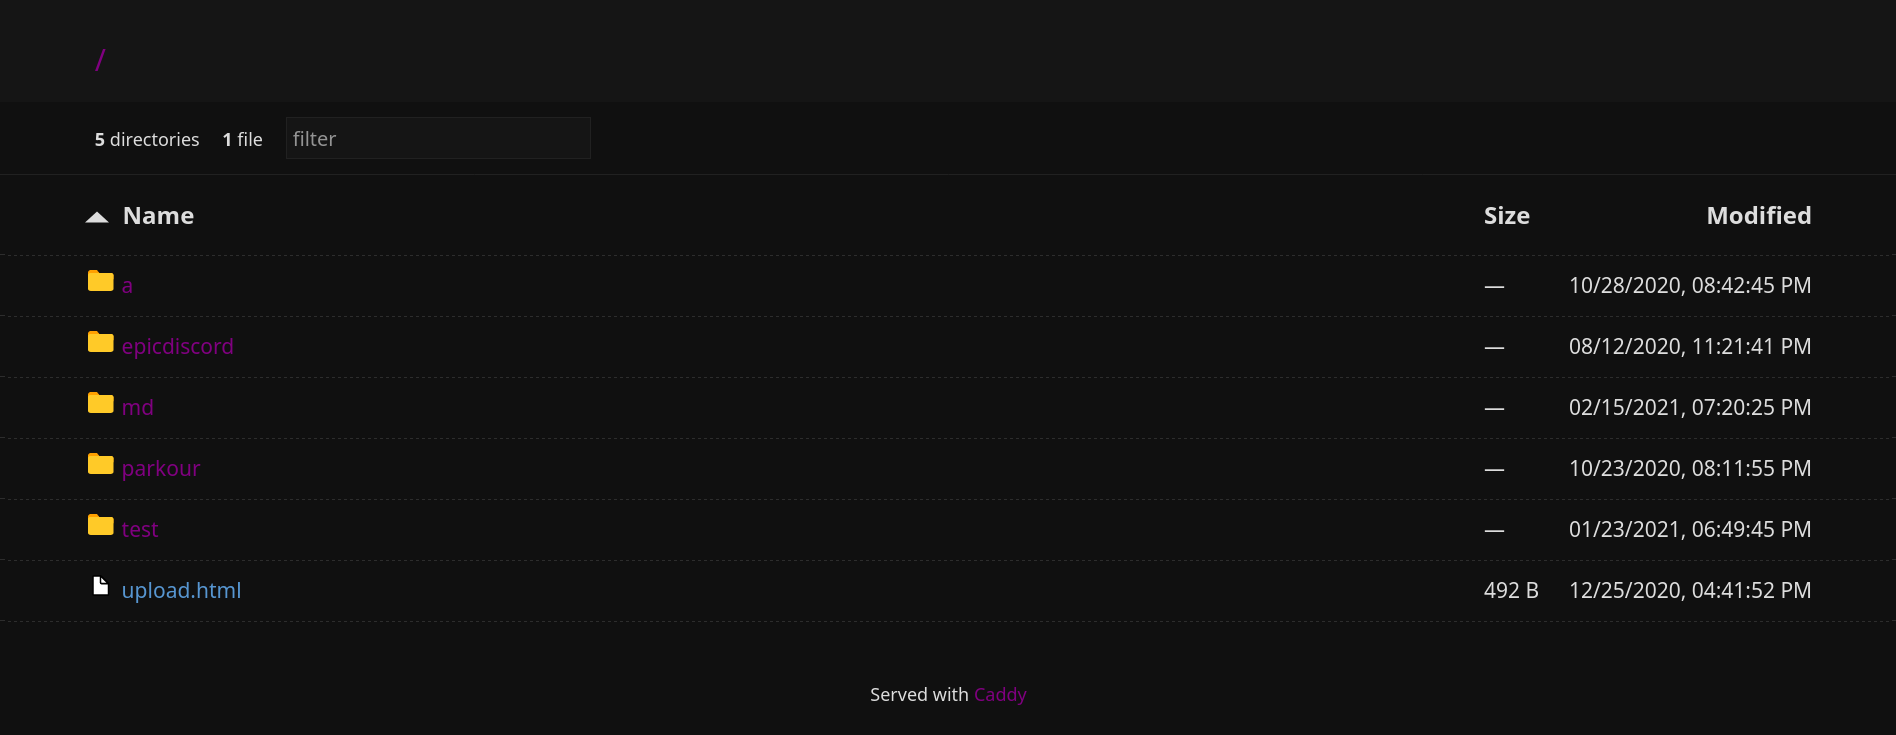 /
5 directories 1 file filter
Name Size Modified
a — 10/28/2020, 08:42:45 PM
epicdiscord — 08/12/2020, 11:21:41 PM
md — 02/15/2021, 07:20:25 PM
parkour — 10/23/2020, 08:11:55 PM
test — 01/23/2021, 06:49:45 PM
upload.html 492 B 12/25/2020, 04:41:52 PM
Served with Caddy